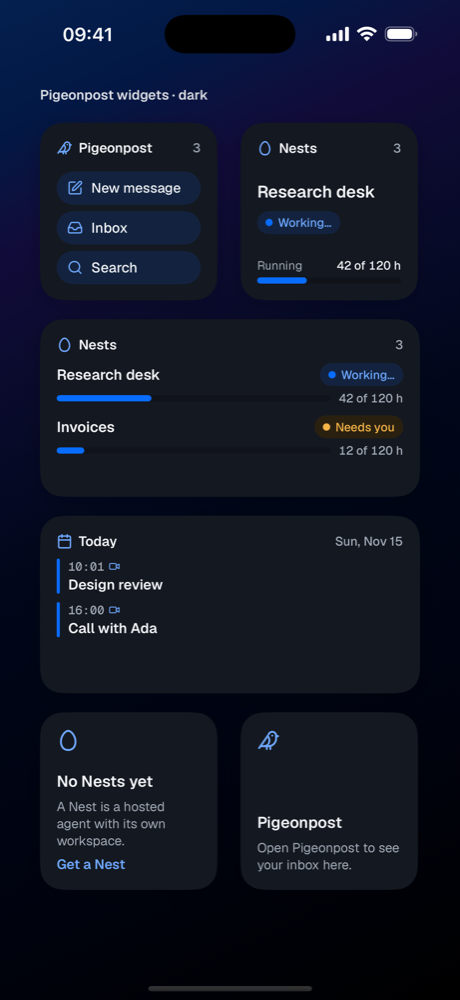 09:41
Pigeonpost widgets · dark
Pigeonpost 3
New message
Inbox
Search
Nests 3
Research desk
Working…
Running 42 of 120 h
Nests 3
Research desk Working…
42 of 120 h
Invoices Needs you
12 of 120 h
Today Sun, Nov 15
10:01
Design review
16:00
Call with Ada
No Nests yet
A Nest is a hosted
agent with its own
workspace.
Get a Nest
Pigeonpost
Open Pigeonpost to see
your inbox here.